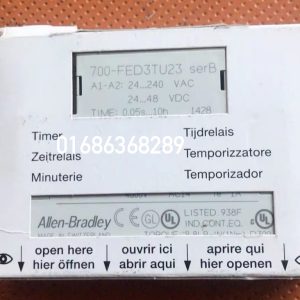 700-FED3TU23 serB
A1-A2: 24...240 VAC
24...48 VDC
TIME: 0.05s...10h 1428
Timer Tijdrelais
01686368289
Zeitrelais Temporizzatore
Minuterie Temporizador
Allen-Bradley
LISTED 938F
IND.CONT.EQ.
open here ouvrir ici aprire qui
hier öffnen abrir aquí hier openen